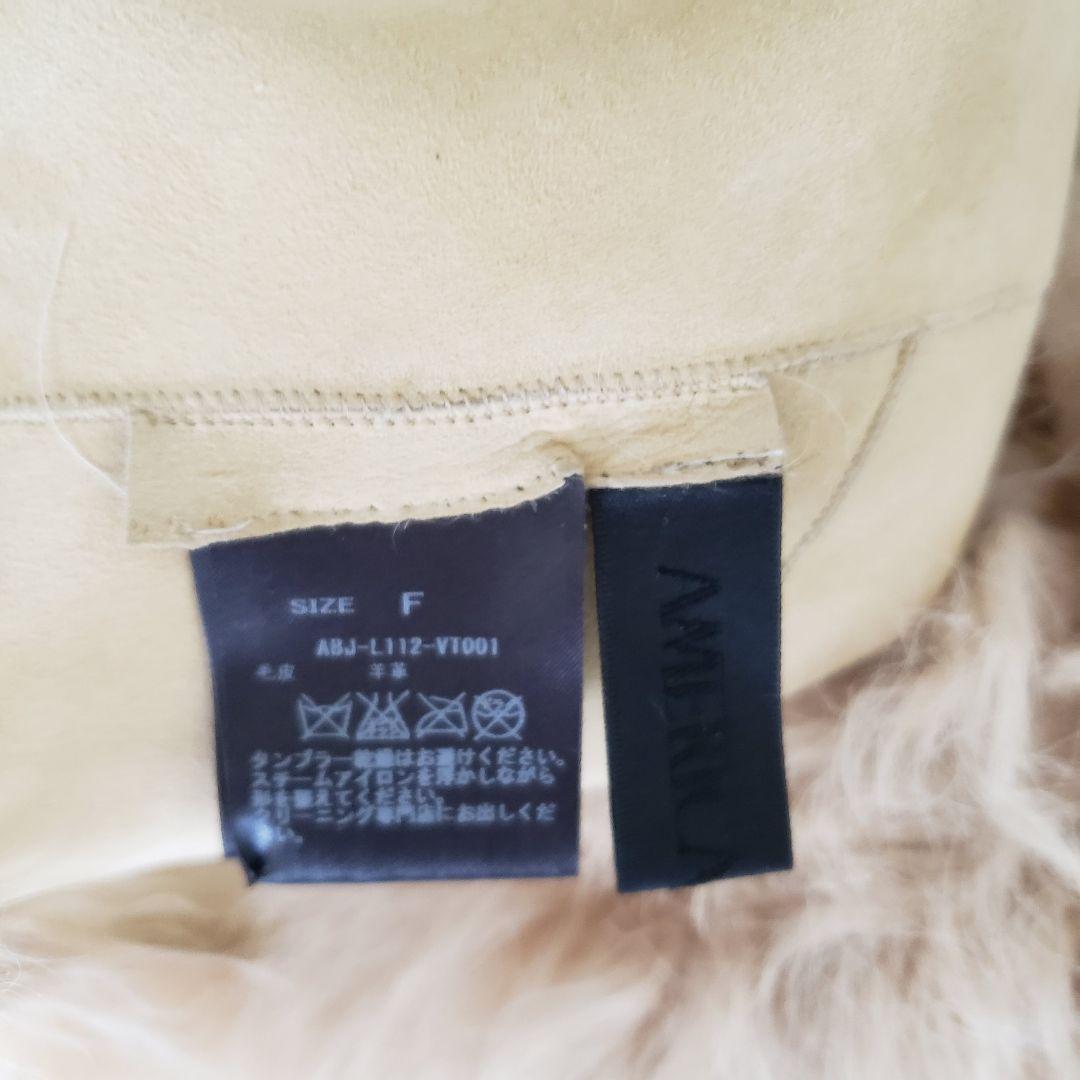 SIZE F
ABJ-L112-VT001
毛皮 羊革
タンブラー乾燥はお避けください。
スチームアイロンを浮かしながら
形を整えてください。
クリーニング専門店にお出しくだ
さい。
AMERI